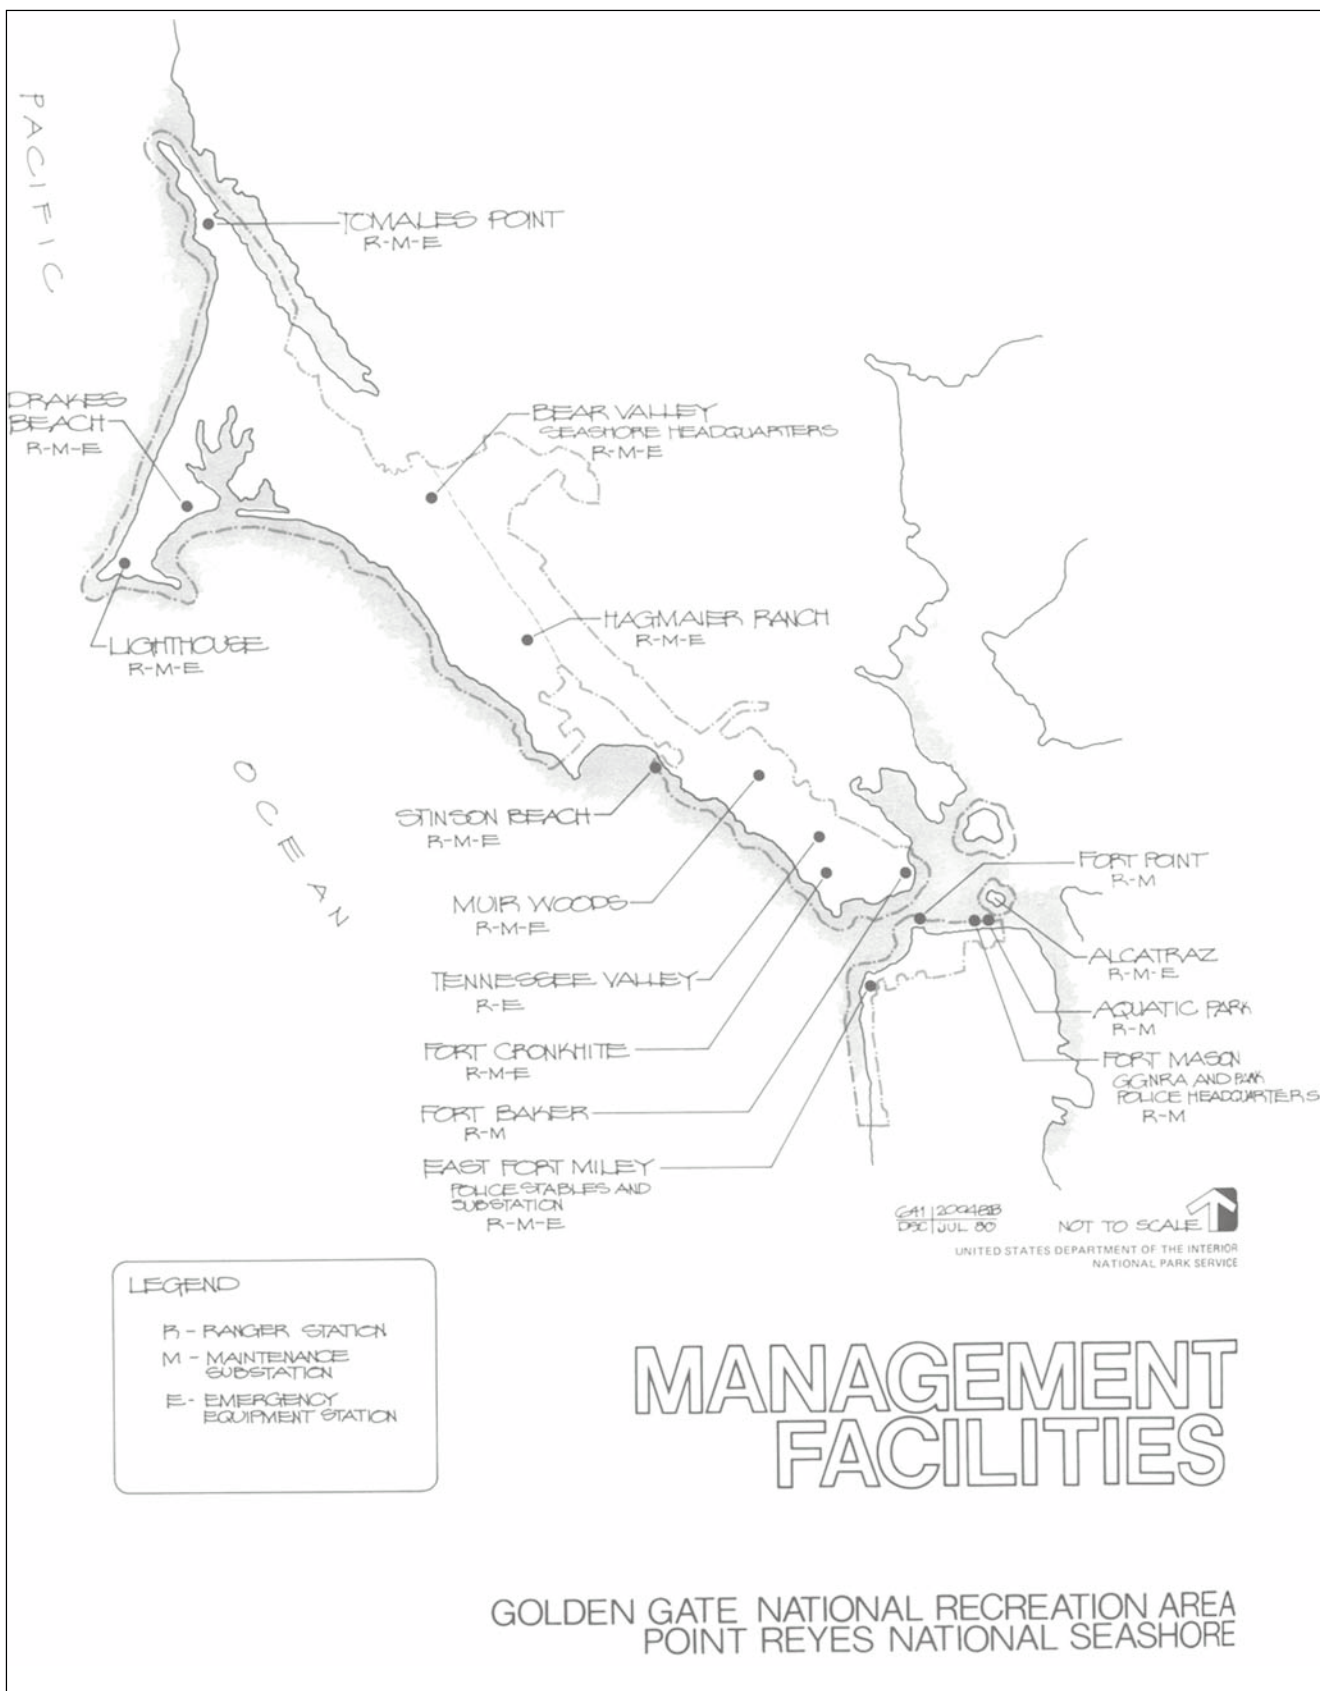 PACIFIC
TOMALES POINT
R-M-E
DRAKES
BEACH
R-M-E
BEAR VALLEY
SEASHORE HEADQUARTERS
R-M-E
HAGMAIER RANCH
R-M-E
LIGHTHOUSE
R-M-E
OCEAN
STINSON BEACH
R-M-E
FORT POINT
R-M
MUIR WOODS
R-M-E
ALCATRAZ
R-M-E
TENNESSEE VALLEY
R-E
AQUATIC PARK
R-M
FORT CRONKHITE
R-M-E
FORT MASON
GGNRA AND PARK
POLICE HEADQUARTERS
R-M
FORT BAKER
R-M
EAST FORT MILEY
POLICE STABLES AND
SUBSTATION
R-M-E
641 | 20048B
DSC | JUL 80
NOT TO SCALE
UNITED STATES DEPARTMENT OF THE INTERIOR
NATIONAL PARK SERVICE
LEGEND
R - RANGER STATION
M - MAINTENANCE
SUBSTATION
E - EMERGENCY
EQUIPMENT STATION
MANAGEMENT
FACILITIES
GOLDEN GATE NATIONAL RECREATION AREA
POINT REYES NATIONAL SEASHORE